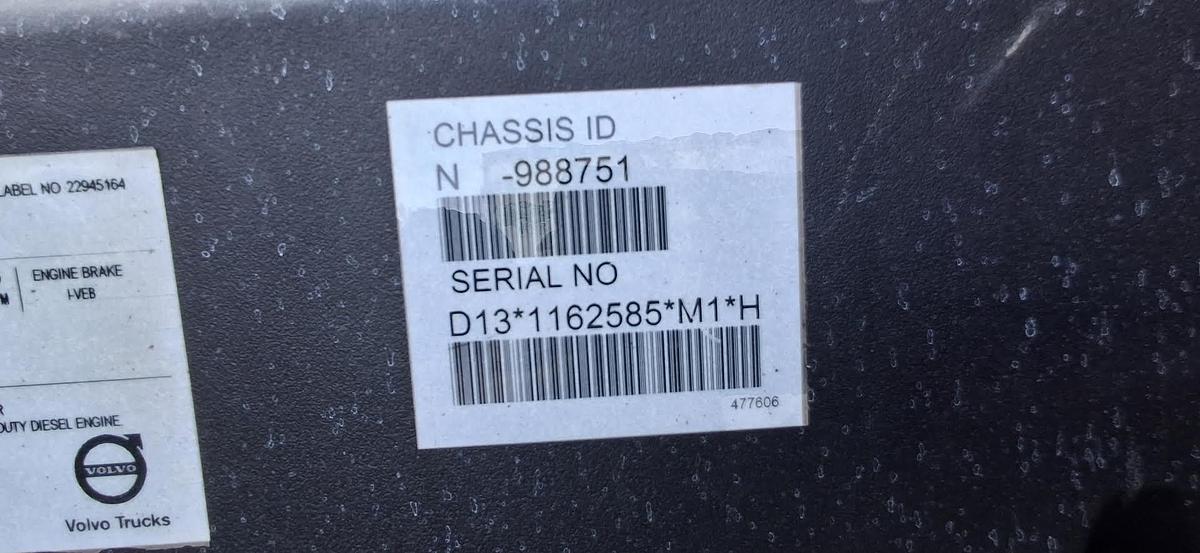 LABEL NO 22945164
ENGINE BRAKE
I-VEB
DUTY DIESEL ENGINE.
VOLVO
Volvo Trucks
CHASSIS ID
N -988751
SERIAL NO
D13*1162585*M1*H
477606